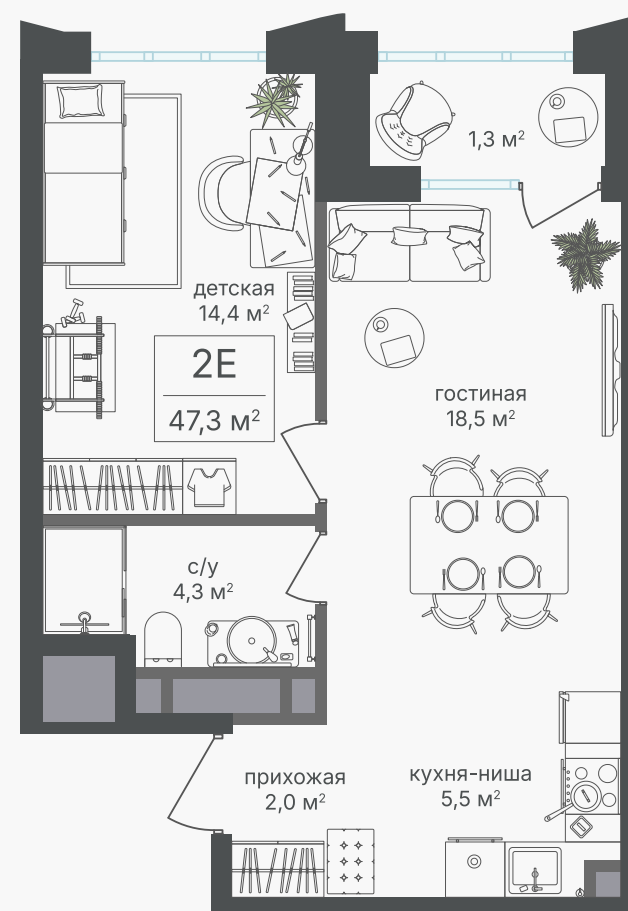 1,3 м²
детская
14,4 м²
2Е
47,3 м²
гостиная
18,5 м²
с/у
4,3 м²
прихожая
2,0 м²
кухня-ниша
5,5 м²